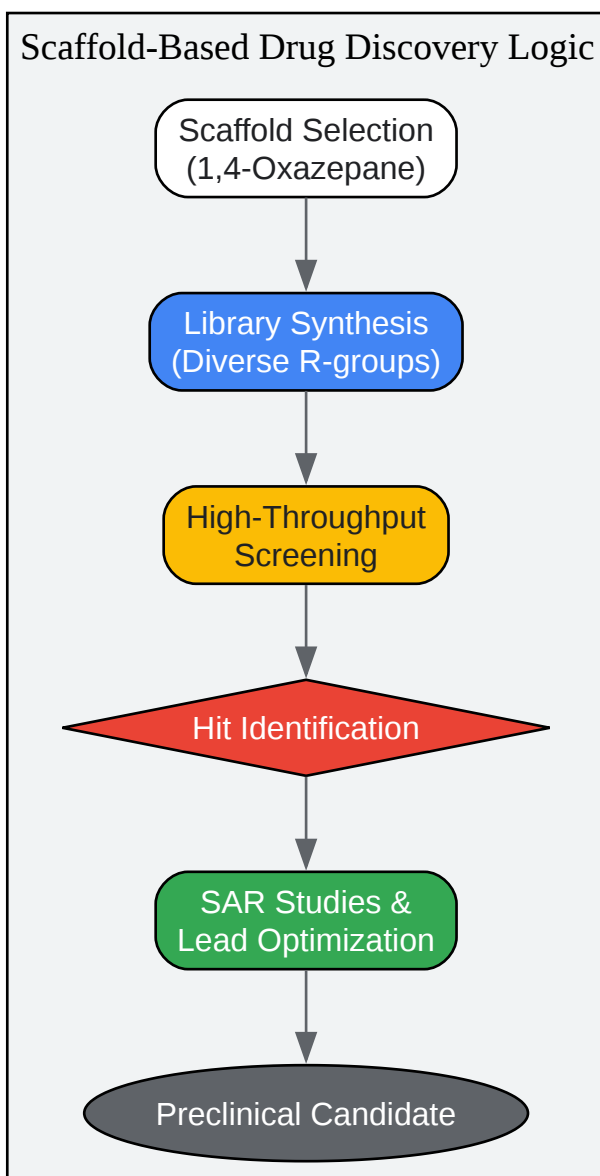 Scaffold-Based Drug Discovery Logic
Scaffold Selection
(1,4-Oxazepane)
Library Synthesis
(Diverse R-groups)
High-Throughput
Screening
Hit Identification
SAR Studies &
Lead Optimization
Preclinical Candidate